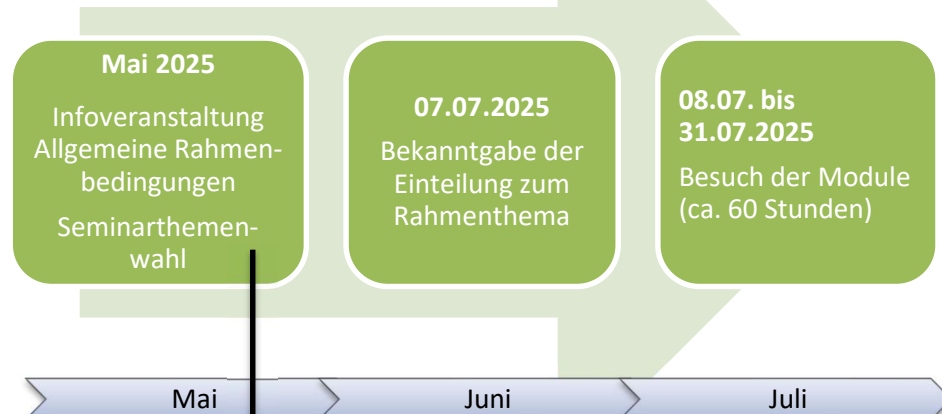 Mai 2025
Infoveranstaltung
Allgemeine Rahmen-
bedingungen
Seminarthemen-
wahl
07.07.2025
Bekanntgabe der
Einteilung zum
Rahmenthema
08.07. bis
31.07.2025
Besuch der Module
(ca. 60 Stunden)
Mai
Juni
Juli